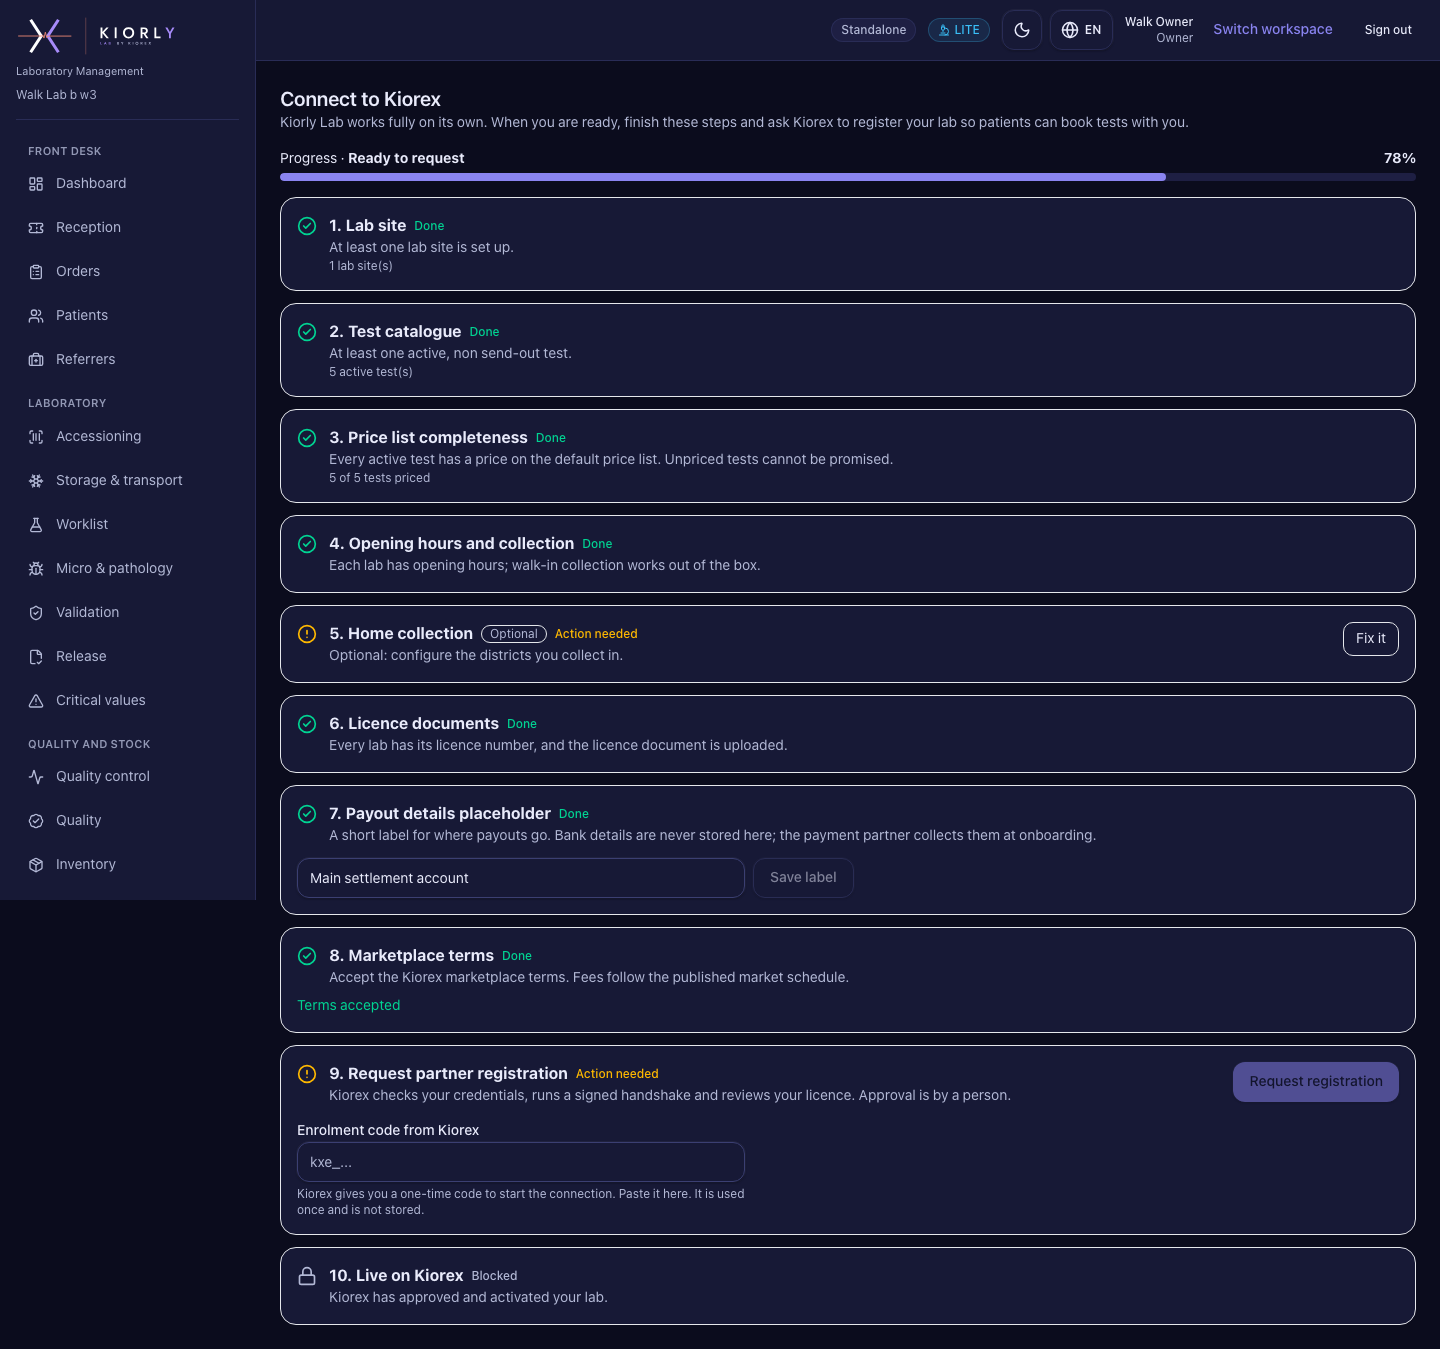 KIORLY
LAB BY KIOREX
Laboratory Management
Walk Lab b w3
FRONT DESK
Dashboard
Reception
Orders
Patients
Referrers
LABORATORY
Accessioning
Storage & transport
Worklist
Micro & pathology
Validation
Release
Critical values
QUALITY AND STOCK
Quality control
Quality
Inventory
Standalone
LITE
EN
Walk Owner
Owner
Switch workspace
Sign out
Connect to Kiorex
Kiorly Lab works fully on its own. When you are ready, finish these steps and ask Kiorex to register your lab so patients can book tests with you.
Progress · Ready to request 78%
1. Lab site Done
At least one lab site is set up.
1 lab site(s)
2. Test catalogue Done
At least one active, non send-out test.
5 active test(s)
3. Price list completeness Done
Every active test has a price on the default price list. Unpriced tests cannot be promised.
5 of 5 tests priced
4. Opening hours and collection Done
Each lab has opening hours; walk-in collection works out of the box.
5. Home collection Optional Action needed
Optional: configure the districts you collect in.
Fix it
6. Licence documents Done
Every lab has its licence number, and the licence document is uploaded.
7. Payout details placeholder Done
A short label for where payouts go. Bank details are never stored here; the payment partner collects them at onboarding.
Main settlement account
Save label
8. Marketplace terms Done
Accept the Kiorex marketplace terms. Fees follow the published market schedule.
Terms accepted
9. Request partner registration Action needed
Kiorex checks your credentials, runs a signed handshake and reviews your licence. Approval is by a person.
Request registration
Enrolment code from Kiorex
kxe_...
Kiorex gives you a one-time code to start the connection. Paste it here. It is used
once and is not stored.
10. Live on Kiorex Blocked
Kiorex has approved and activated your lab.